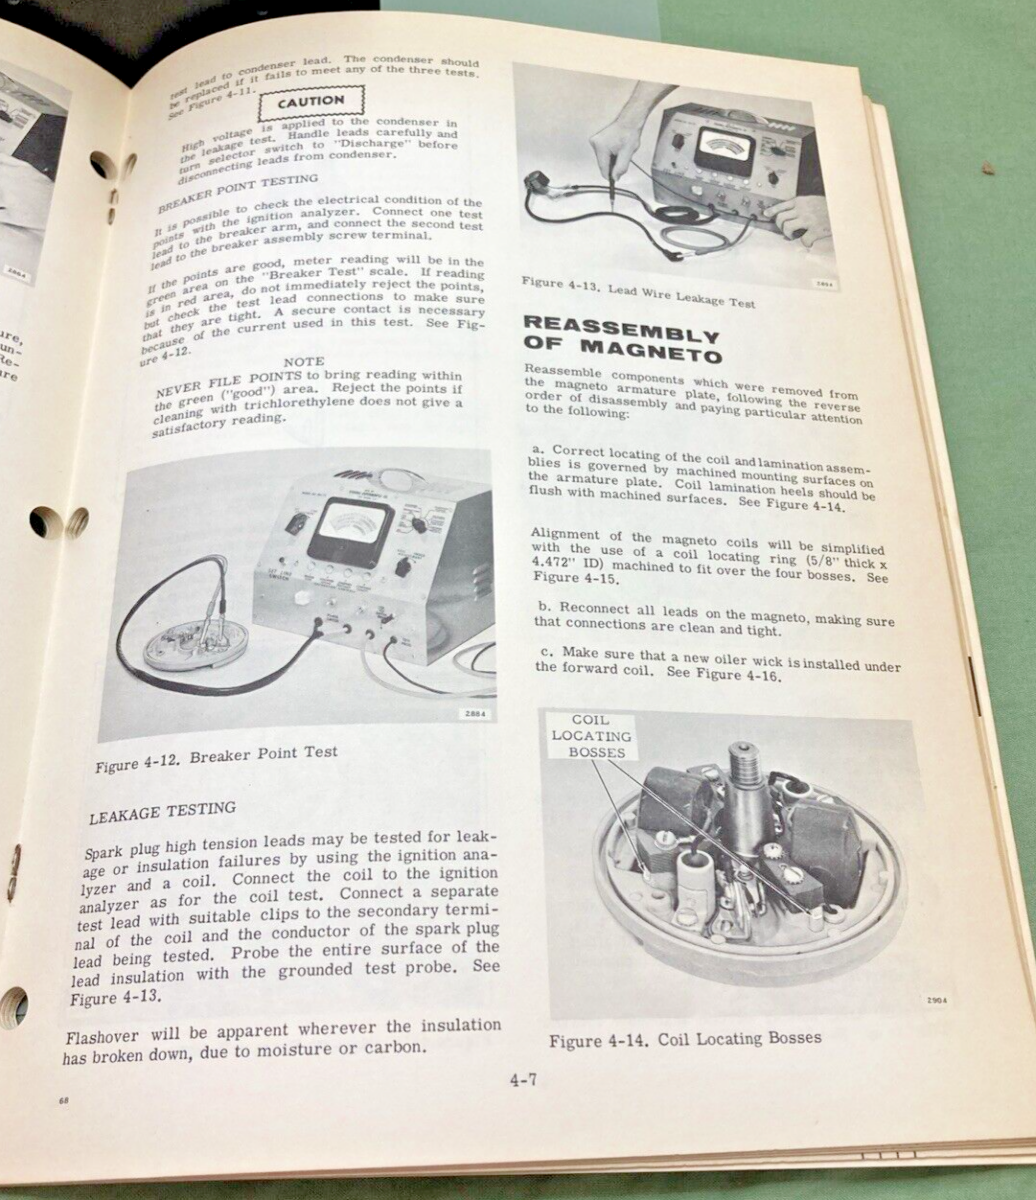 2864
ure,
un-
Re-
ure
test lead to condenser lead. The condenser should
be replaced if it fails to meet any of the three tests.
See Figure 4-11.
CAUTION
High voltage is applied to the condenser in
the leakage test. Handle leads carefully and
turn selector switch to "Discharge" before
disconnecting leads from condenser.
BREAKER POINT TESTING
It is possible to check the electrical condition of the
points with the ignition analyzer. Connect one test
lead to the breaker arm, and connect the second test
lead to the breaker assembly screw terminal.
If the points are good, meter reading will be in the
green area on the "Breaker Test" scale. If reading
is in red area, do not immediately reject the points,
but check the test lead connections to make sure
that they are tight. A secure contact is necessary
because of the current used in this test. See Fig-
ure 4-12.
NOTE
NEVER FILE POINTS to bring reading within
the green ("good") area. Reject the points if
cleaning with trichlorethylene does not give a
satisfactory reading.
2884
Figure 4-12. Breaker Point Test
LEAKAGE TESTING
Spark plug high tension leads may be tested for leak-
age or insulation failures by using the ignition ana-
lyzer and a coil. Connect the coil to the ignition
analyzer as for the coil test. Connect a separate
test lead with suitable clips to the secondary termi-
nal of the coil and the conductor of the spark plug
lead being tested. Probe the entire surface of the
lead insulation with the grounded test probe. See
Figure 4-13.
Flashover will be apparent wherever the insulation
has broken down, due to moisture or carbon.
Figure 4-13. Lead Wire Leakage Test
REASSEMBLY
OF MAGNETO
Reassemble components which were removed from
the magneto armature plate, following the reverse
order of disassembly and paying particular attention
to the following:
a. Correct locating of the coil and lamination assem-
blies is governed by machined mounting surfaces on
the armature plate. Coil lamination heels should be
flush with machined surfaces. See Figure 4-14.
Alignment of the magneto coils will be simplified
with the use of a coil locating ring (5/8" thick x
4.472" ID) machined to fit over the four bosses. See
Figure 4-15.
b. Reconnect all leads on the magneto, making sure
that connections are clean and tight.
c. Make sure that a new oiler wick is installed under
the forward coil. See Figure 4-16.
COIL
LOCATING
BOSSES
2904
Figure 4-14. Coil Locating Bosses
4-7
68